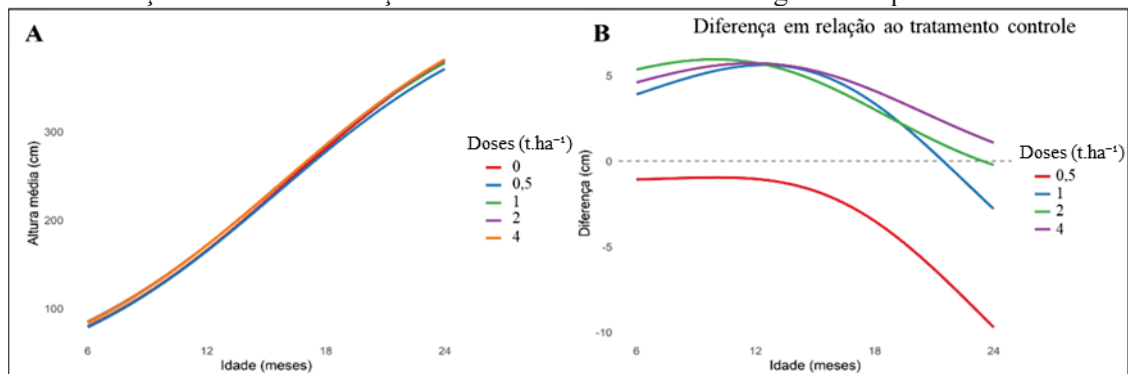 A
Altura média (cm)
300
200
100
6
12
18
24
Idade (meses)
Doses (t.ha⁻¹)
0
0,5
1
2
4
B
Diferença em relação ao tratamento controle
Diferença (cm)
5
0
-5
-10
6
12
18
24
Idade (meses)
Doses (t.ha⁻¹)
0,5
1
2
4